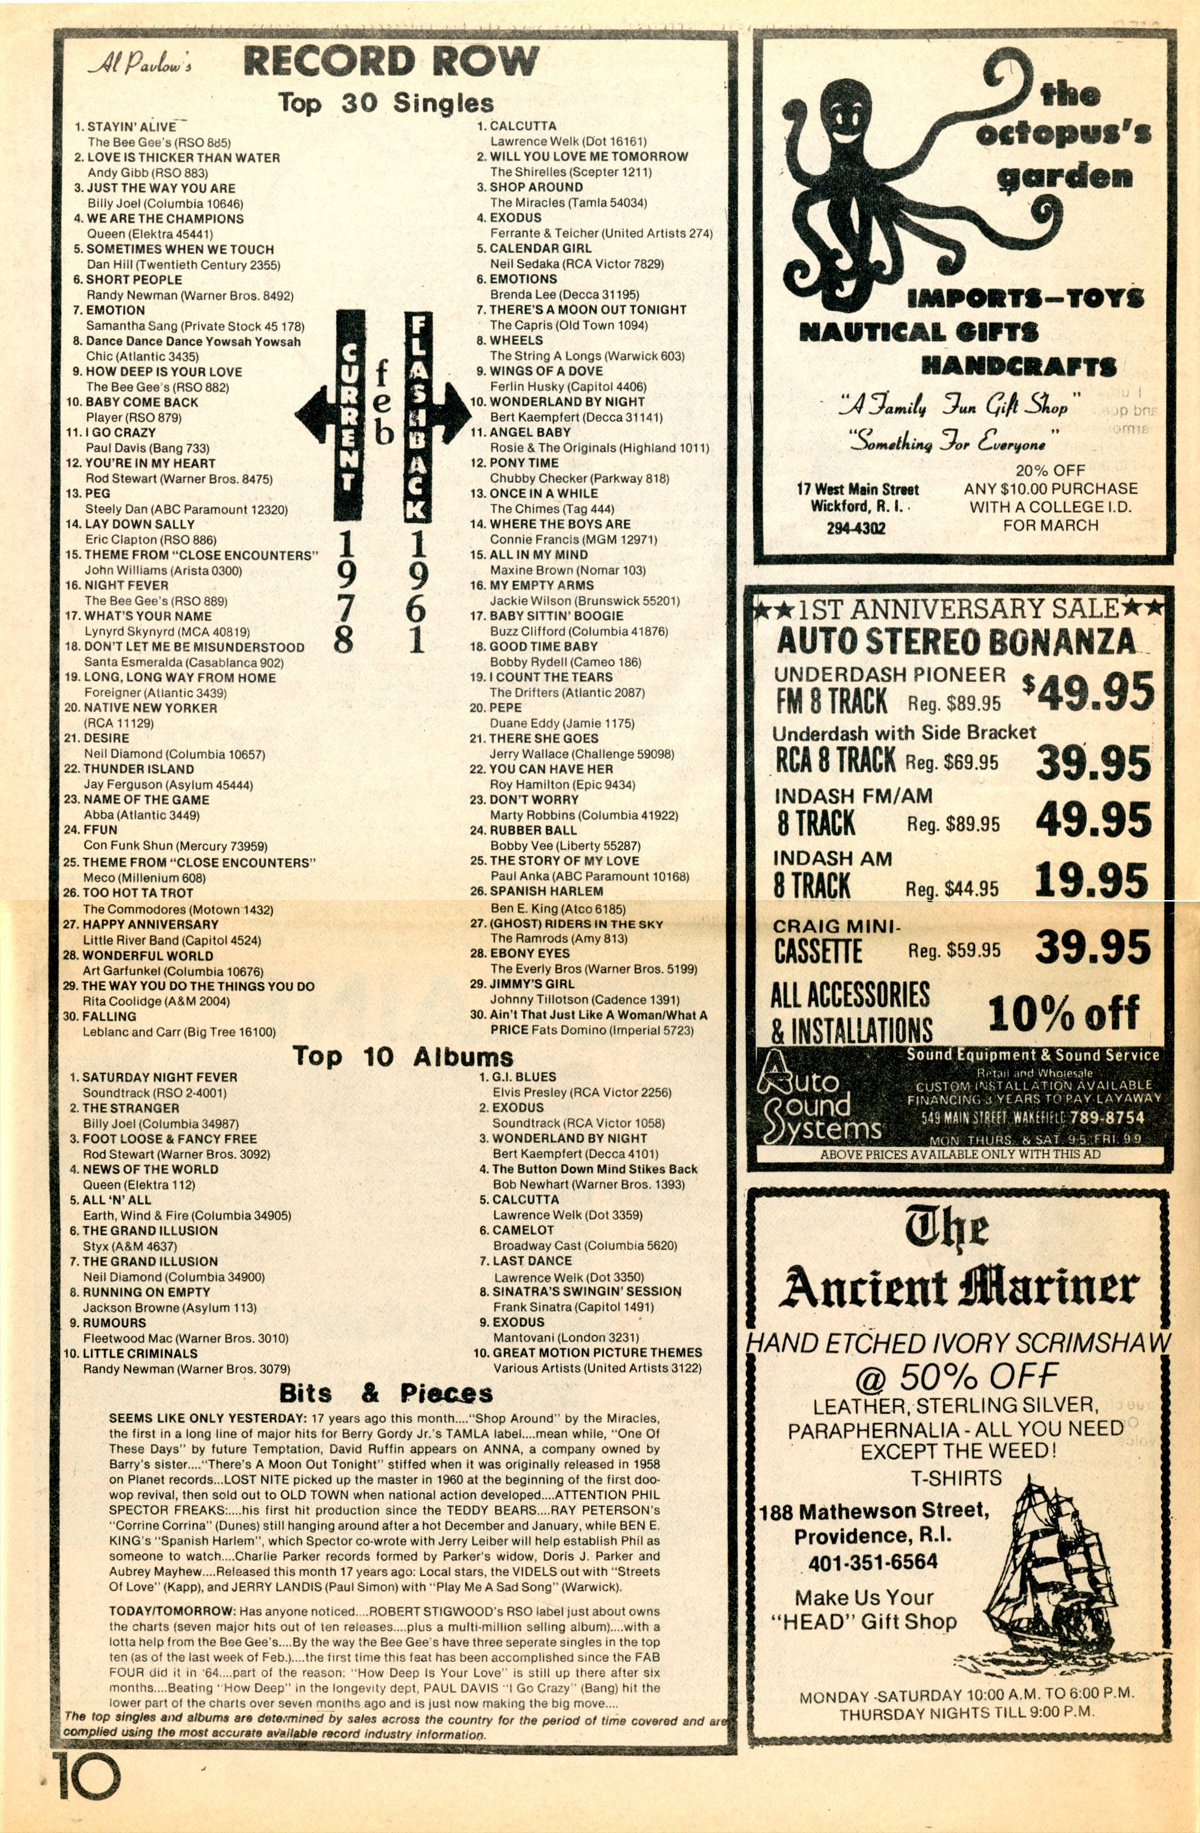 Al Pavlow's RECORD ROW
Top 30 Singles
1. STAYIN' ALIVE
The Bee Gee's (RSO 885)
2. LOVE IS THICKER THAN WATER
Andy Gibb (RSO 883)
3. JUST THE WAY YOU ARE
Billy Joel (Columbia 10646)
4. WE ARE THE CHAMPIONS
Queen (Elektra 45441)
5. SOMETIMES WHEN WE TOUCH
Dan Hill (Twentieth Century 2355)
6. SHORT PEOPLE
Randy Newman (Warner Bros. 8492)
7. EMOTION
Samantha Sang (Private Stock 45 178)
8. Dance Dance Dance Yowsah Yowsah
Chic (Atlantic 3435)
9. HOW DEEP IS YOUR LOVE
The Bee Gee's (RSO 882)
10. BABY COME BACK
Player (RSO 879)
11. I GO CRAZY
Paul Davis (Bang 733)
12. YOU'RE IN MY HEART
Rod Stewart (Warner Bros. 8475)
13. PEG
Steely Dan (ABC Paramount 12320)
14. LAY DOWN SALLY
Eric Clapton (RSO 886)
15. THEME FROM "CLOSE ENCOUNTERS"
John Williams (Arista 0300)
16. NIGHT FEVER
The Bee Gee's (RSO 889)
17. WHAT'S YOUR NAME
Lynyrd Skynyrd (MCA 40819)
18. DON'T LET ME BE MISUNDERSTOOD
Santa Esmeralda (Casablanca 902)
19. LONG, LONG WAY FROM HOME
Foreigner (Atlantic 3439)
20. NATIVE NEW YORKER
(RCA 11129)
21. DESIRE
Neil Diamond (Columbia 10657)
22. THUNDER ISLAND
Jay Ferguson (Asylum 45444)
23. NAME OF THE GAME
Abba (Atlantic 3449)
24. FFUN
Con Funk Shun (Mercury 73959)
25. THEME FROM "CLOSE ENCOUNTERS"
Meco (Millenium 608)
26. TOO HOT TA TROT
The Commodores (Motown 1432)
27. HAPPY ANNIVERSARY
Little River Band (Capitol 4524)
28. WONDERFUL WORLD
Art Garfunkel (Columbia 10676)
29. THE WAY YOU DO THE THINGS YOU DO
Rita Coolidge (A&M 2004)
30. FALLING
Leblanc and Carr (Big Tree 16100)
CURRENT
feb
FLASHBACK
1978
1961
1. CALCUTTA
Lawrence Welk (Dot 16161)
2. WILL YOU LOVE ME TOMORROW
The Shirelles (Scepter 1211)
3. SHOP AROUND
The Miracles (Tamla 54034)
4. EXODUS
Ferrante & Teicher (United Artists 274)
5. CALENDAR GIRL
Neil Sedaka (RCA Victor 7829)
6. EMOTIONS
Brenda Lee (Decca 31195)
7. THERE'S A MOON OUT TONIGHT
The Capris (Old Town 1094)
8. WHEELS
The String A Longs (Warwick 603)
9. WINGS OF A DOVE
Ferlin Husky (Capitol 4406)
10. WONDERLAND BY NIGHT
Bert Kaempfert (Decca 31141)
11. ANGEL BABY
Rosie & The Originals (Highland 1011)
12. PONY TIME
Chubby Checker (Parkway 818)
13. ONCE IN A WHILE
The Chimes (Tag 444)
14. WHERE THE BOYS ARE
Connie Francis (MGM 12971)
15. ALL IN MY MIND
Maxine Brown (Nomar 103)
16. MY EMPTY ARMS
Jackie Wilson (Brunswick 55201)
17. BABY SITTIN' BOOGIE
Buzz Clifford (Columbia 41876)
18. GOOD TIME BABY
Bobby Rydell (Cameo 186)
19. I COUNT THE TEARS
The Drifters (Atlantic 2087)
20. PEPE
Duane Eddy (Jamie 1175)
21. THERE SHE GOES
Jerry Wallace (Challenge 59098)
22. YOU CAN HAVE HER
Roy Hamilton (Epic 9434)
23. DON'T WORRY
Marty Robbins (Columbia 41922)
24. RUBBER BALL
Bobby Vee (Liberty 55287)
25. THE STORY OF MY LOVE
Paul Anka (ABC Paramount 10168)
26. SPANISH HARLEM
Ben E. King (Atco 6185)
27. (GHOST) RIDERS IN THE SKY
The Ramrods (Amy 813)
28. EBONY EYES
The Everly Bros (Warner Bros. 5199)
29. JIMMY'S GIRL
Johnny Tillotson (Cadence 1391)
30. Ain't That Just Like A Woman/What A
PRICE Fats Domino (Imperial 5723)
Top 10 Albums
1. SATURDAY NIGHT FEVER
Soundtrack (RSO 2-4001)
2. THE STRANGER
Billy Joel (Columbia 34987)
3. FOOT LOOSE & FANCY FREE
Rod Stewart (Warner Bros. 3092)
4. NEWS OF THE WORLD
Queen (Elektra 112)
5. ALL 'N' ALL
Earth, Wind & Fire (Columbia 34905)
6. THE GRAND ILLUSION
Styx (A&M 4637)
7. THE GRAND ILLUSION
Neil Diamond (Columbia 34900)
8. RUNNING ON EMPTY
Jackson Browne (Asylum 113)
9. RUMOURS
Fleetwood Mac (Warner Bros. 3010)
10. LITTLE CRIMINALS
Randy Newman (Warner Bros. 3079)
1. G.I. BLUES
Elvis Presley (RCA Victor 2256)
2. EXODUS
Soundtrack (RCA Victor 1058)
3. WONDERLAND BY NIGHT
Bert Kaempfert (Decca 4101)
4. The Button Down Mind Stikes Back
Bob Newhart (Warner Bros. 1393)
5. CALCUTTA
Lawrence Welk (Dot 3359)
6. CAMELOT
Broadway Cast (Columbia 5620)
7. LAST DANCE
Lawrence Welk (Dot 3350)
8. SINATRA'S SWINGIN' SESSION
Frank Sinatra (Capitol 1491)
9. EXODUS
Mantovani (London 3231)
10. GREAT MOTION PICTURE THEMES
Various Artists (United Artists 3122)
Bits & Pieces
SEEMS LIKE ONLY YESTERDAY: 17 years ago this month...."Shop Around" by the Miracles,
the first in a long line of major hits for Berry Gordy Jr.'s TAMLA label....mean while, "One Of
These Days" by future Temptation, David Ruffin appears on ANNA, a company owned by
Barry's sister...."There's A Moon Out Tonight" stiffed when it was originally released in 1958
on Planet records...LOST NITE picked up the master in 1960 at the beginning of the first doo-
wop revival, then sold out to OLD TOWN when national action developed....ATTENTION PHIL
SPECTOR FREAKS:....his first hit production since the TEDDY BEARS....RAY PETERSON's
"Corrine Corrina" (Dunes) still hanging around after a hot December and January, while BEN E.
KING's "Spanish Harlem", which Spector co-wrote with Jerry Leiber will help establish Phil as
someone to watch....Charlie Parker records formed by Parker's widow, Doris J. Parker and
Aubrey Mayhew....Released this month 17 years ago: Local stars, the VIDELS out with "Streets
Of Love" (Kapp), and JERRY LANDIS (Paul Simon) with "Play Me A Sad Song" (Warwick).
TODAY/TOMORROW: Has anyone noticed....ROBERT STIGWOOD's RSO label just about owns
the charts (seven major hits out of ten releases....plus a multi-million selling album)....with a
lotta help from the Bee Gee's....By the way the Bee Gee's have three seperate singles in the top
ten (as of the last week of Feb.)....the first time this feat has been accomplished since the FAB
FOUR did it in '64....part of the reason: "How Deep Is Your Love" is still up there after six
months....Beating "How Deep" in the longevity dept, PAUL DAVIS "I Go Crazy" (Bang) hit the
lower part of the charts over seven months ago and is just now making the big move....
The top singles and albums are determined by sales across the country for the period of time covered and are
complied using the most accurate available record industry information.
10
the
octopus's
garden
IMPORTS—TOYS
NAUTICAL GIFTS
HANDCRAFTS
"A Family Fun Gift Shop"
"Something For Everyone"
17 West Main Street
Wickford, R. I.
294-4302
20% OFF
ANY $10.00 PURCHASE
WITH A COLLEGE I.D.
FOR MARCH
★★1ST ANNIVERSARY SALE★★
AUTO STEREO BONANZA
UNDERDASH PIONEER
FM 8 TRACK Reg. $89.95 $49.95
Underdash with Side Bracket
RCA 8 TRACK Reg. $69.95 39.95
INDASH FM/AM
8 TRACK Reg. $89.95 49.95
INDASH AM
8 TRACK Reg. $44.95 19.95
CRAIG MINI-
CASSETTE Reg. $59.95 39.95
ALL ACCESSORIES
& INSTALLATIONS 10% off
Auto
Sound
Systems
Sound Equipment & Sound Service
Retail and Wholesale
CUSTOM INSTALLATION AVAILABLE
FINANCING 3 YEARS TO PAY LAYAWAY
549 MAIN STREET, WAKEFIELD 789-8754
MON. THURS. & SAT. 9 5, FRI. 9 9
ABOVE PRICES AVAILABLE ONLY WITH THIS AD
The
Ancient Mariner
HAND ETCHED IVORY SCRIMSHAW
@ 50% OFF
LEATHER, STERLING SILVER,
PARAPHERNALIA - ALL YOU NEED
EXCEPT THE WEED!
T-SHIRTS
188 Mathewson Street,
Providence, R.I.
401-351-6564
Make Us Your
"HEAD" Gift Shop
MONDAY -SATURDAY 10:00 A.M. TO 6:00 P.M.
THURSDAY NIGHTS TILL 9:00 P.M.